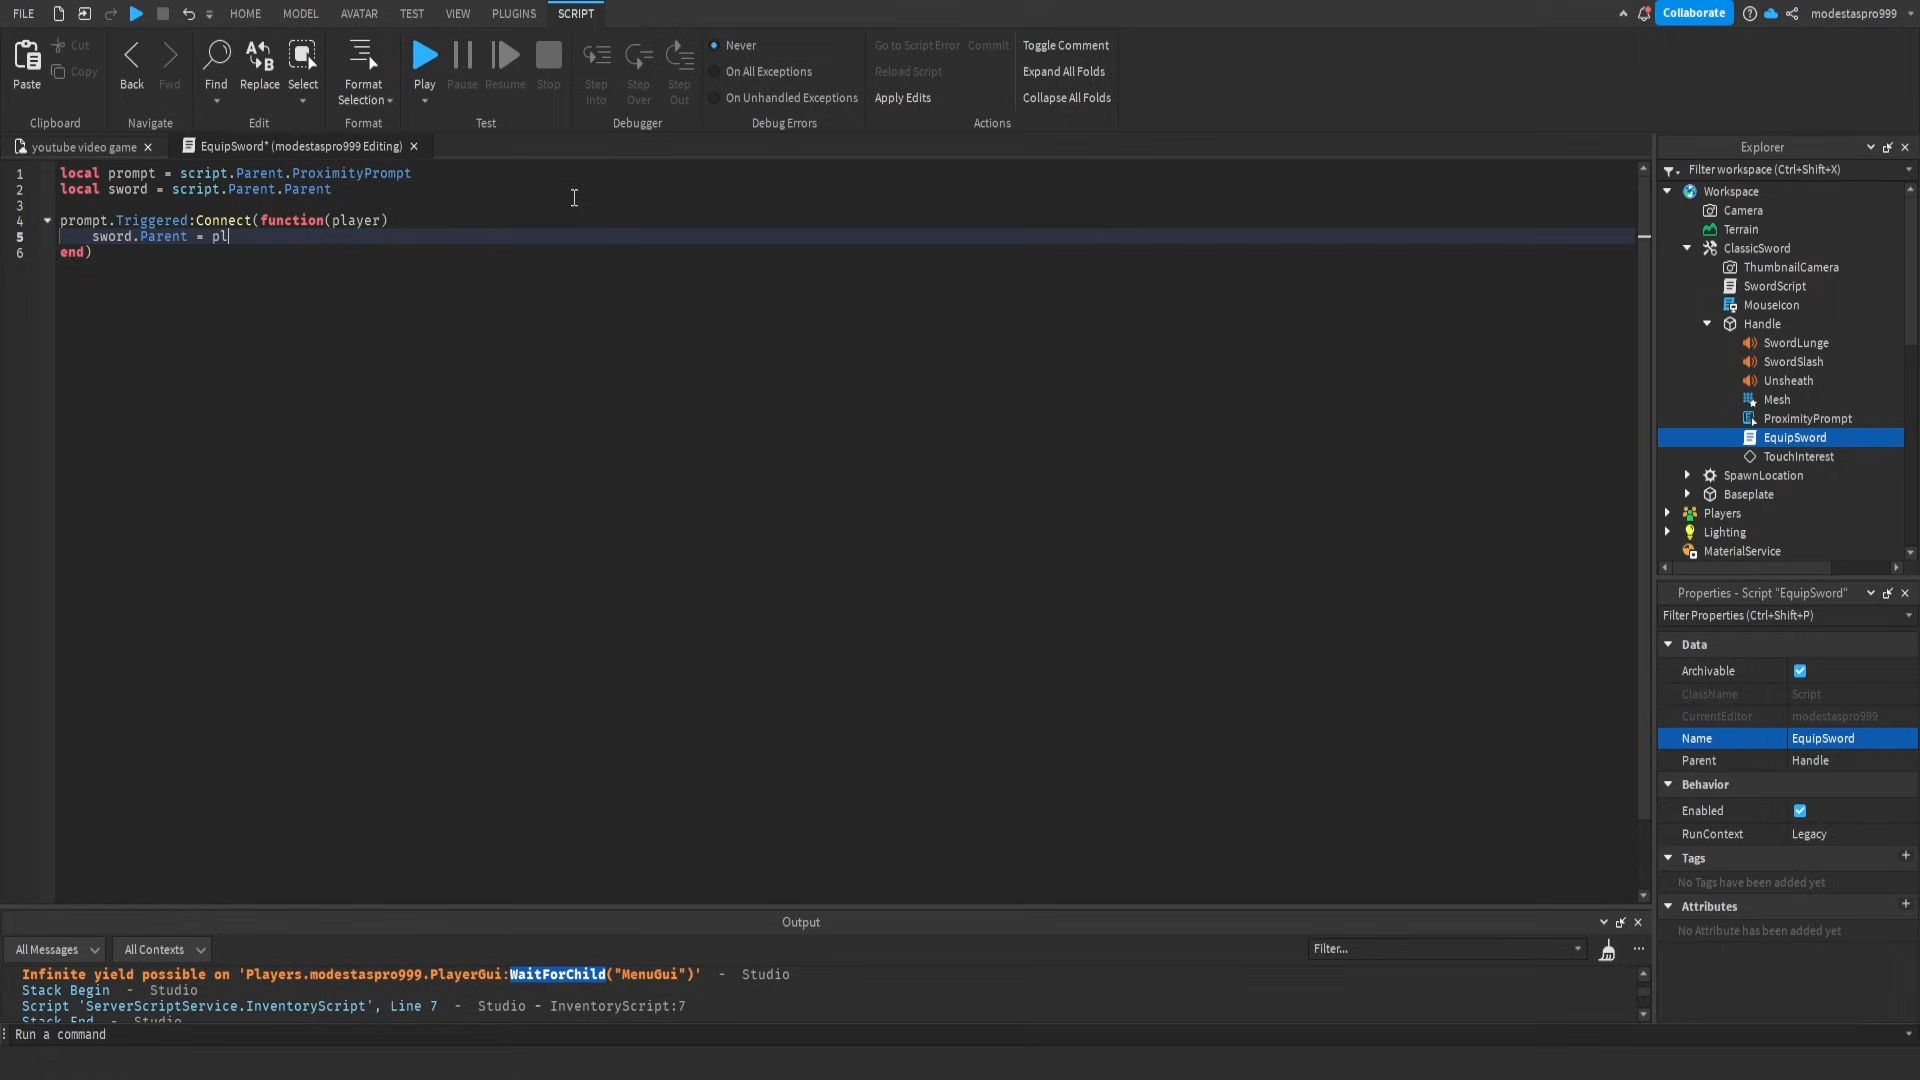 FILE HOME MODEL AVATAR TEST VIEW PLUGINS SCRIPT Collaborate modestaspro999
Paste Cut Copy
Back Fwd
Find Replace Select
Format Selection
Play Pause Resume Stop
Step Into Step Over Step Out
Never
On All Exceptions
On Unhandled Exceptions
Go to Script Error Commit
Reload Script
Apply Edits
Toggle Comment
Expand All Folds
Collapse All Folds
Clipboard Navigate Edit Format Test Debugger Debug Errors Actions
youtube video game × EquipSword* (modestaspro999 Editing) ×
1 local prompt = script.Parent.ProximityPrompt
2 local sword = script.Parent.Parent
3
4 prompt.Triggered:Connect(function(player)
5 sword.Parent = pl
6 end)
Explorer
Filter workspace (Ctrl+Shift+X)
Workspace
Camera
Terrain
ClassicSword
ThumbnailCamera
SwordScript
MouseIcon
Handle
SwordLunge
SwordSlash
Unsheath
Mesh
ProximityPrompt
EquipSword
TouchInterest
SpawnLocation
Baseplate
Players
Lighting
MaterialService
Properties - Script "EquipSword"
Filter Properties (Ctrl+Shift+P)
Data
Archivable
ClassName Script
CurrentEditor modestaspro999
Name EquipSword
Parent Handle
Behavior
Enabled
RunContext Legacy
Tags +
No Tags have been added yet
Attributes +
No Attribute has been added yet
Output
All Messages All Contexts Filter...
Infinite yield possible on 'Players.modestaspro999.PlayerGui:WaitForChild("MenuGui")' - Studio
Stack Begin - Studio
Script 'ServerScriptService.InventoryScript', Line 7 - Studio - InventoryScript:7
Stack End - Studio
Run a command